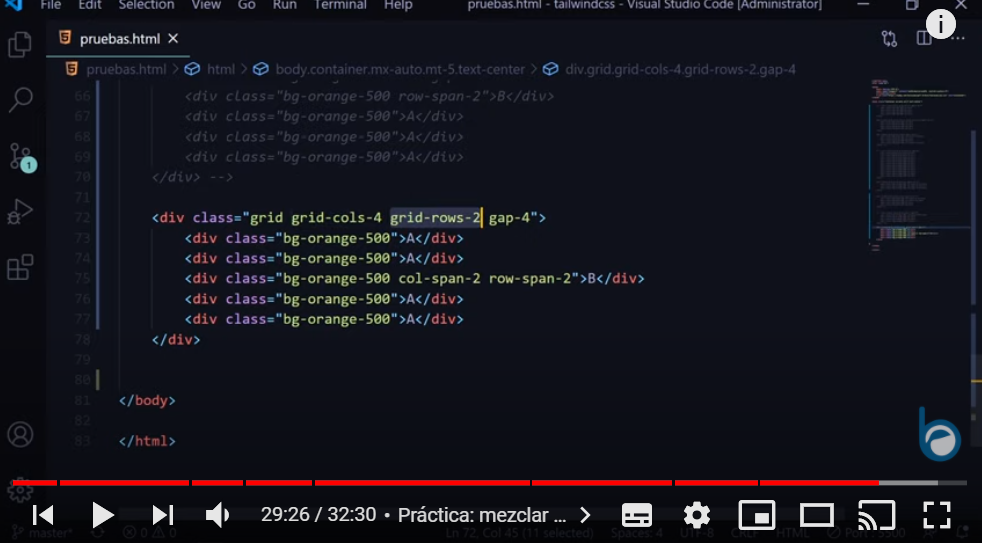 File Edit Selection View Go Run Terminal Help pruebas.html - tailwindcss - Visual Studio Code [Administrator]
pruebas.html
pruebas.html > html > body.container.mx-auto.mt-5.text-center > div.grid.grid-cols-4.grid-rows-2.gap-4
66 <div class="bg-orange-500 row-span-2">B</div>
67 <div class="bg-orange-500">A</div>
68 <div class="bg-orange-500">A</div>
69 <div class="bg-orange-500">A</div>
70 </div> -->
71
72 <div class="grid grid-cols-4 grid-rows-2 gap-4">
73 <div class="bg-orange-500">A</div>
74 <div class="bg-orange-500">A</div>
75 <div class="bg-orange-500 col-span-2 row-span-2">B</div>
76 <div class="bg-orange-500">A</div>
77 <div class="bg-orange-500">A</div>
78 </div>
79
80
81 </body>
82
83 </html>
1
29:26 / 32:30 • Práctica: mezclar ...
master* 0 0 Ln 72, Col 45 (11 selected) Spaces: 4 UTF-8 CRLF HTML